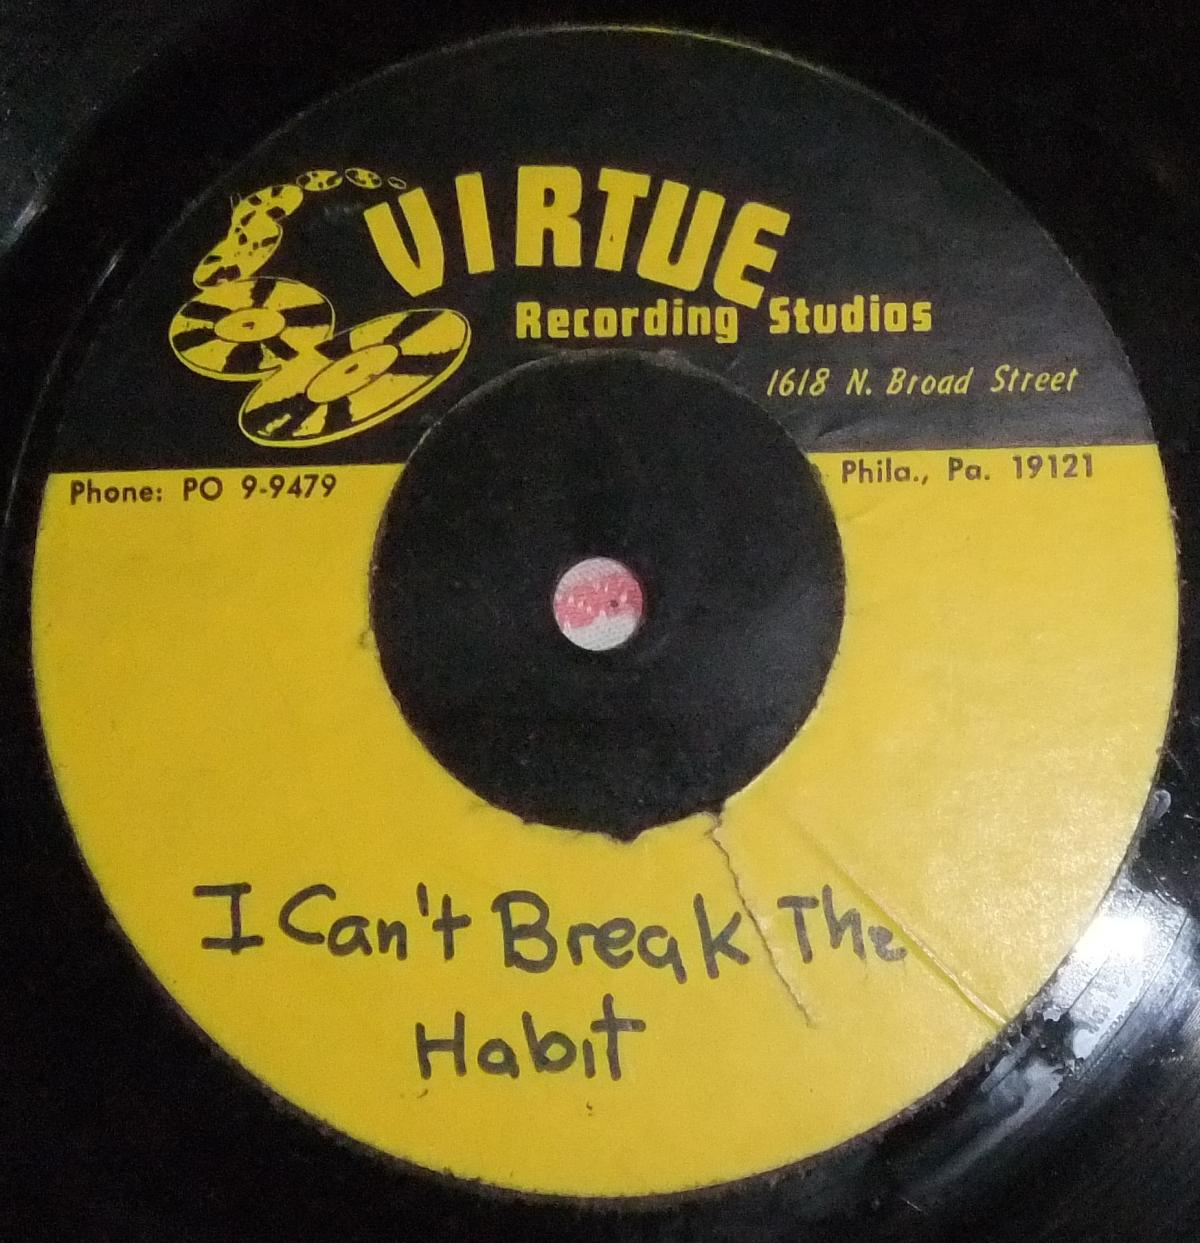 VIRTUE
Recording Studios
1618 N. Broad Street
Phone: PO 9-9479
Phila., Pa. 19121
I Can't Break The
Habit